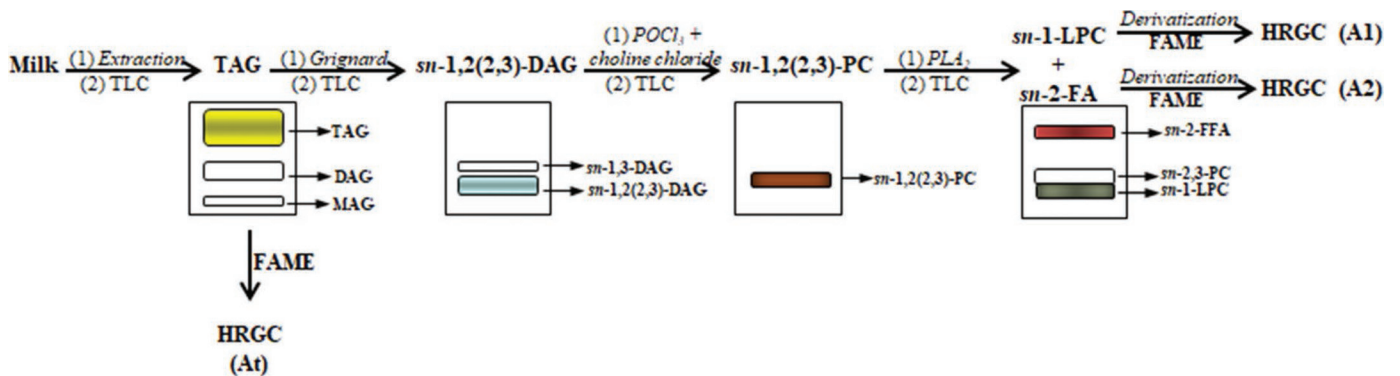 Milk (1) Extraction (2) TLC TAG (1) Grignard (2) TLC sn-1,2(2,3)-DAG (1) POCl3 + choline chloride (2) TLC sn-1,2(2,3)-PC (1) PLA2 (2) TLC sn-1-LPC + sn-2-FA
Derivatization FAME HRGC (A1)
Derivatization FAME HRGC (A2)
TAG
DAG
MAG
sn-1,3-DAG
sn-1,2(2,3)-DAG
sn-1,2(2,3)-PC
sn-2-FFA
sn-2,3-PC
sn-1-LPC
FAME
HRGC
(At)